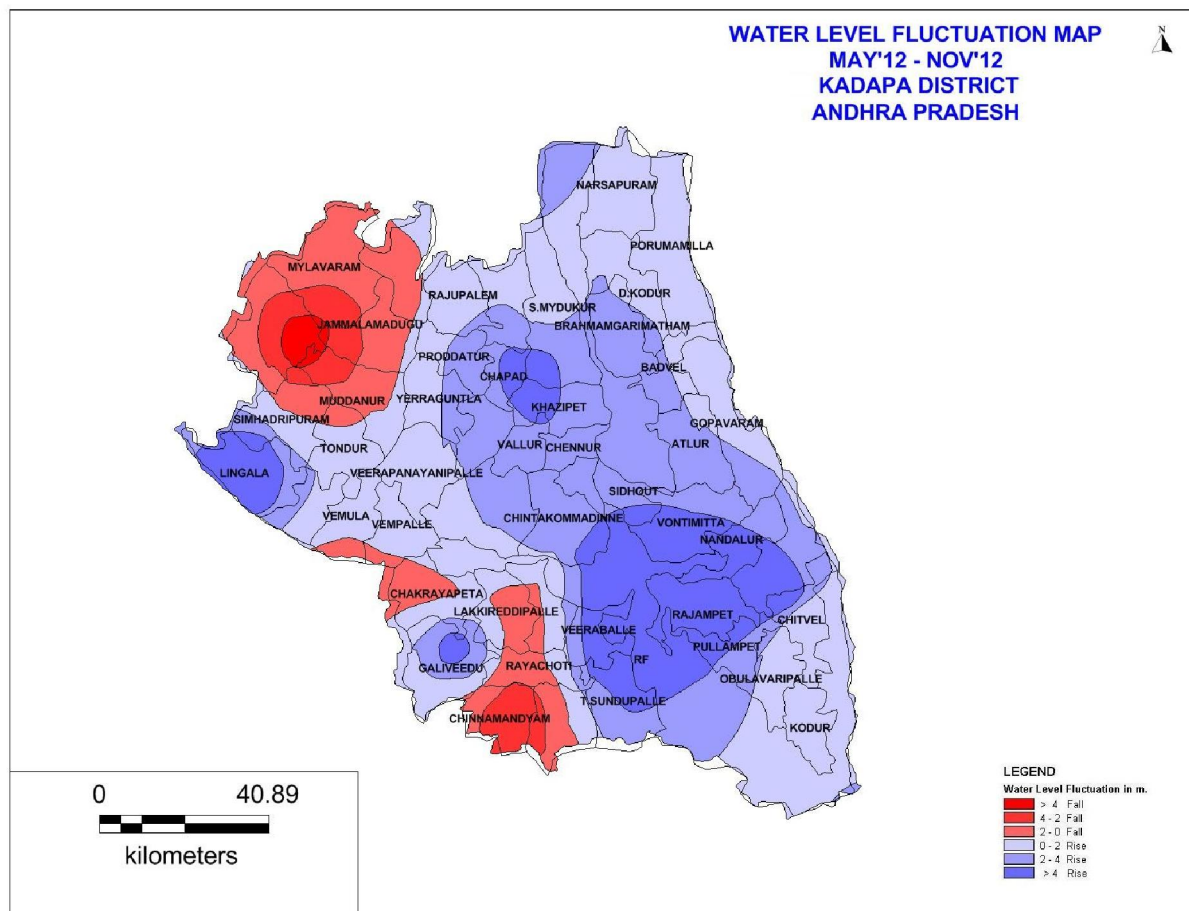 WATER LEVEL FLUCTUATION MAP
MAY'12 - NOV'12
KADAPA DISTRICT
ANDHRA PRADESH
N
NARSAPURAM
PORUMAMILLA
MYLAVARAM
RAJUPALEM
D.KODUR
S.MYDUKUR
JAMMALAMADUGU
BRAHMAMGARIMATHAM
PRODDATUR
BADVEL
CHAPAD
MUDDANUR
YERRAGUNTLA
KHAZIPET
SIMHADRIPURAM
GOPAVARAM
TONDUR
VALLUR
CHENNUR
ATLUR
LINGALA
VEERAPANAYANIPALLE
SIDHOUT
VEMULA
VEMPALLE
CHINTAKOMMADINNE
VONTIMITTA
NANDALUR
CHAKRAYAPETA
LAKKIREDDIPALLE
RAJAMPET
CHITVEL
VEERABALLE
PULLAMPET
GALIVEEDU
RAYACHOTI
RF
OBULAVARIPALLE
T.SUNDUPALLE
CHINNAMANDYAM
KODUR
0 40.89
kilometers
LEGEND
Water Level Fluctuation in m.
> 4 Fall
4 - 2 Fall
2 - 0 Fall
0 - 2 Rise
2 - 4 Rise
> 4 Rise